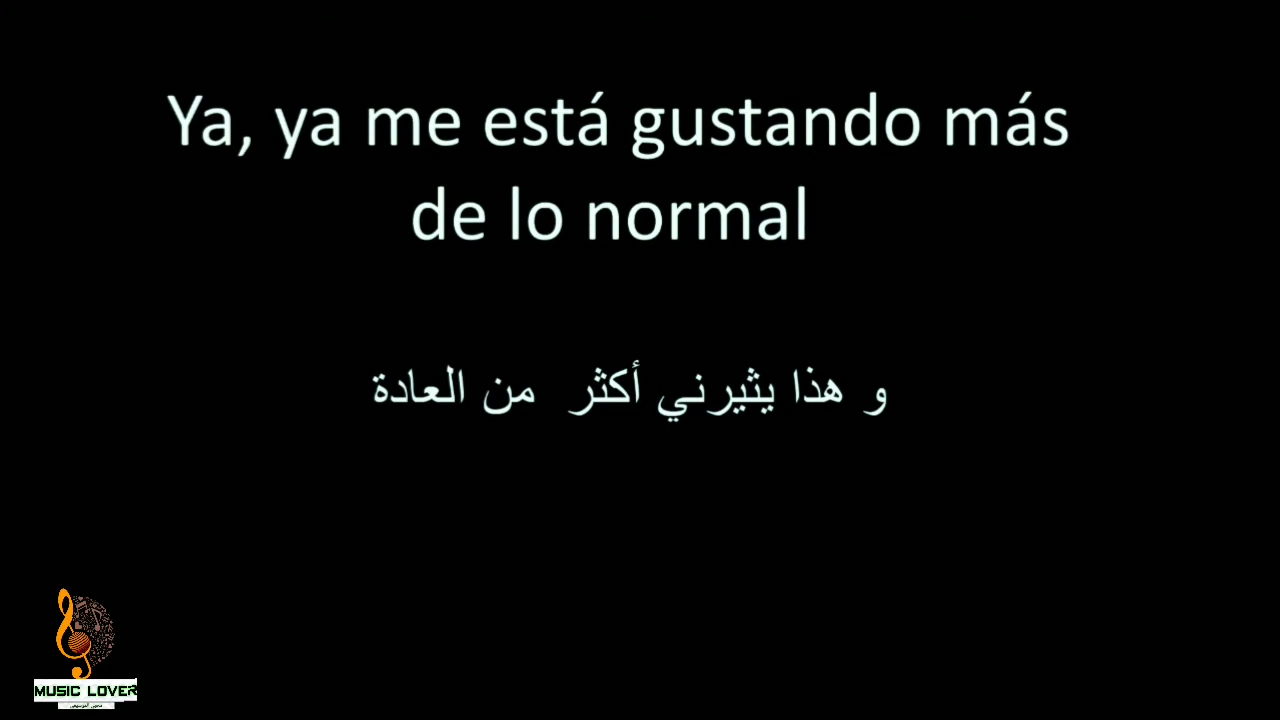 Ya, ya me está gustando más
de lo normal
و هذا يثيرني أكثر من العادة
MUSIC LOVER